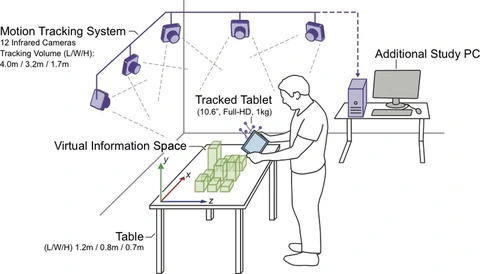 Motion Tracking System
12 Infrared Cameras
Tracking Volume (L/W/H):
4.0m / 3.2m / 1.7m
Additional Study PC
Tracked Tablet
(10.6", Full-HD, 1kg)
Virtual Information Space
y
x
z
Table
(L/W/H) 1.2m / 0.8m / 0.7m